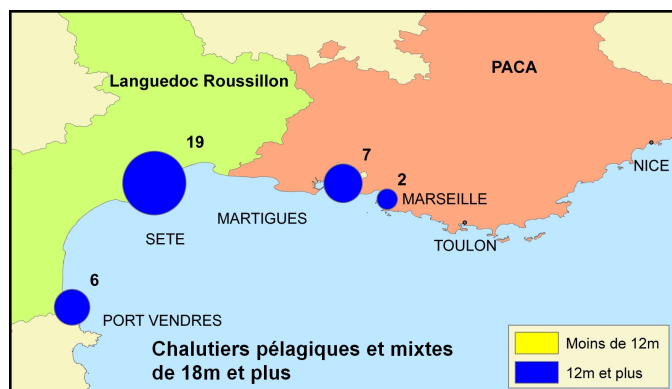 PACA
Languedoc Roussillon
19
7
NICE
2
MARSEILLE
MARTIGUES
SETE
TOULON
6
PORT VENDRES
Chalutiers pélagiques et mixtes
de 18m et plus
Moins de 12m
12m et plus